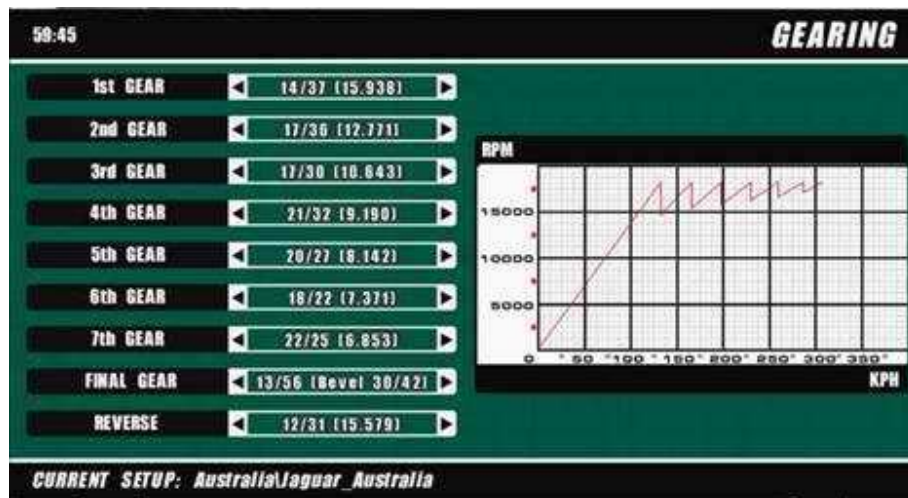 59:45
GEARING
1st GEAR 14/37 (15.938)
2nd GEAR 17/36 (12.771)
3rd GEAR 17/30 (10.643)
4th GEAR 21/32 (9.190)
5th GEAR 20/27 (8.142)
6th GEAR 18/22 (7.371)
7th GEAR 22/25 (6.853)
FINAL GEAR 13/56 (Bevel 30/42)
REVERSE 12/31 (15.579)
RPM
15000
10000
5000
0 50 100 150 200 250 300 350
KPH
CURRENT SETUP: Australia\Jaguar_Australia